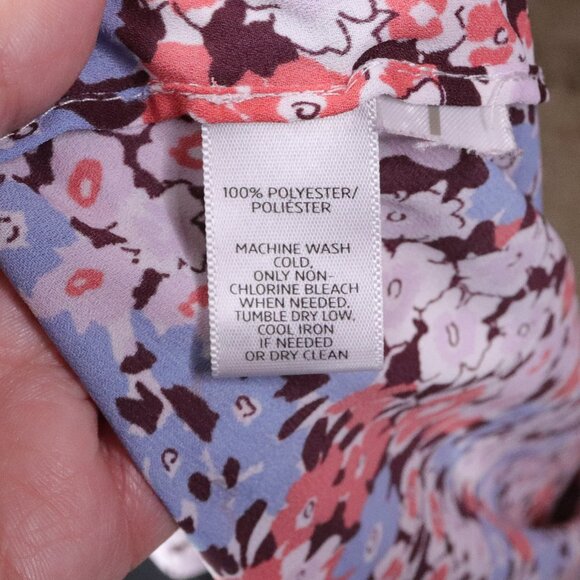 100% POLYESTER/
POLIÉSTER
MACHINE WASH
COLD,
ONLY NON-
CHLORINE BLEACH
WHEN NEEDED,
TUMBLE DRY LOW,
COOL IRON
IF NEEDED
OR DRY CLEAN